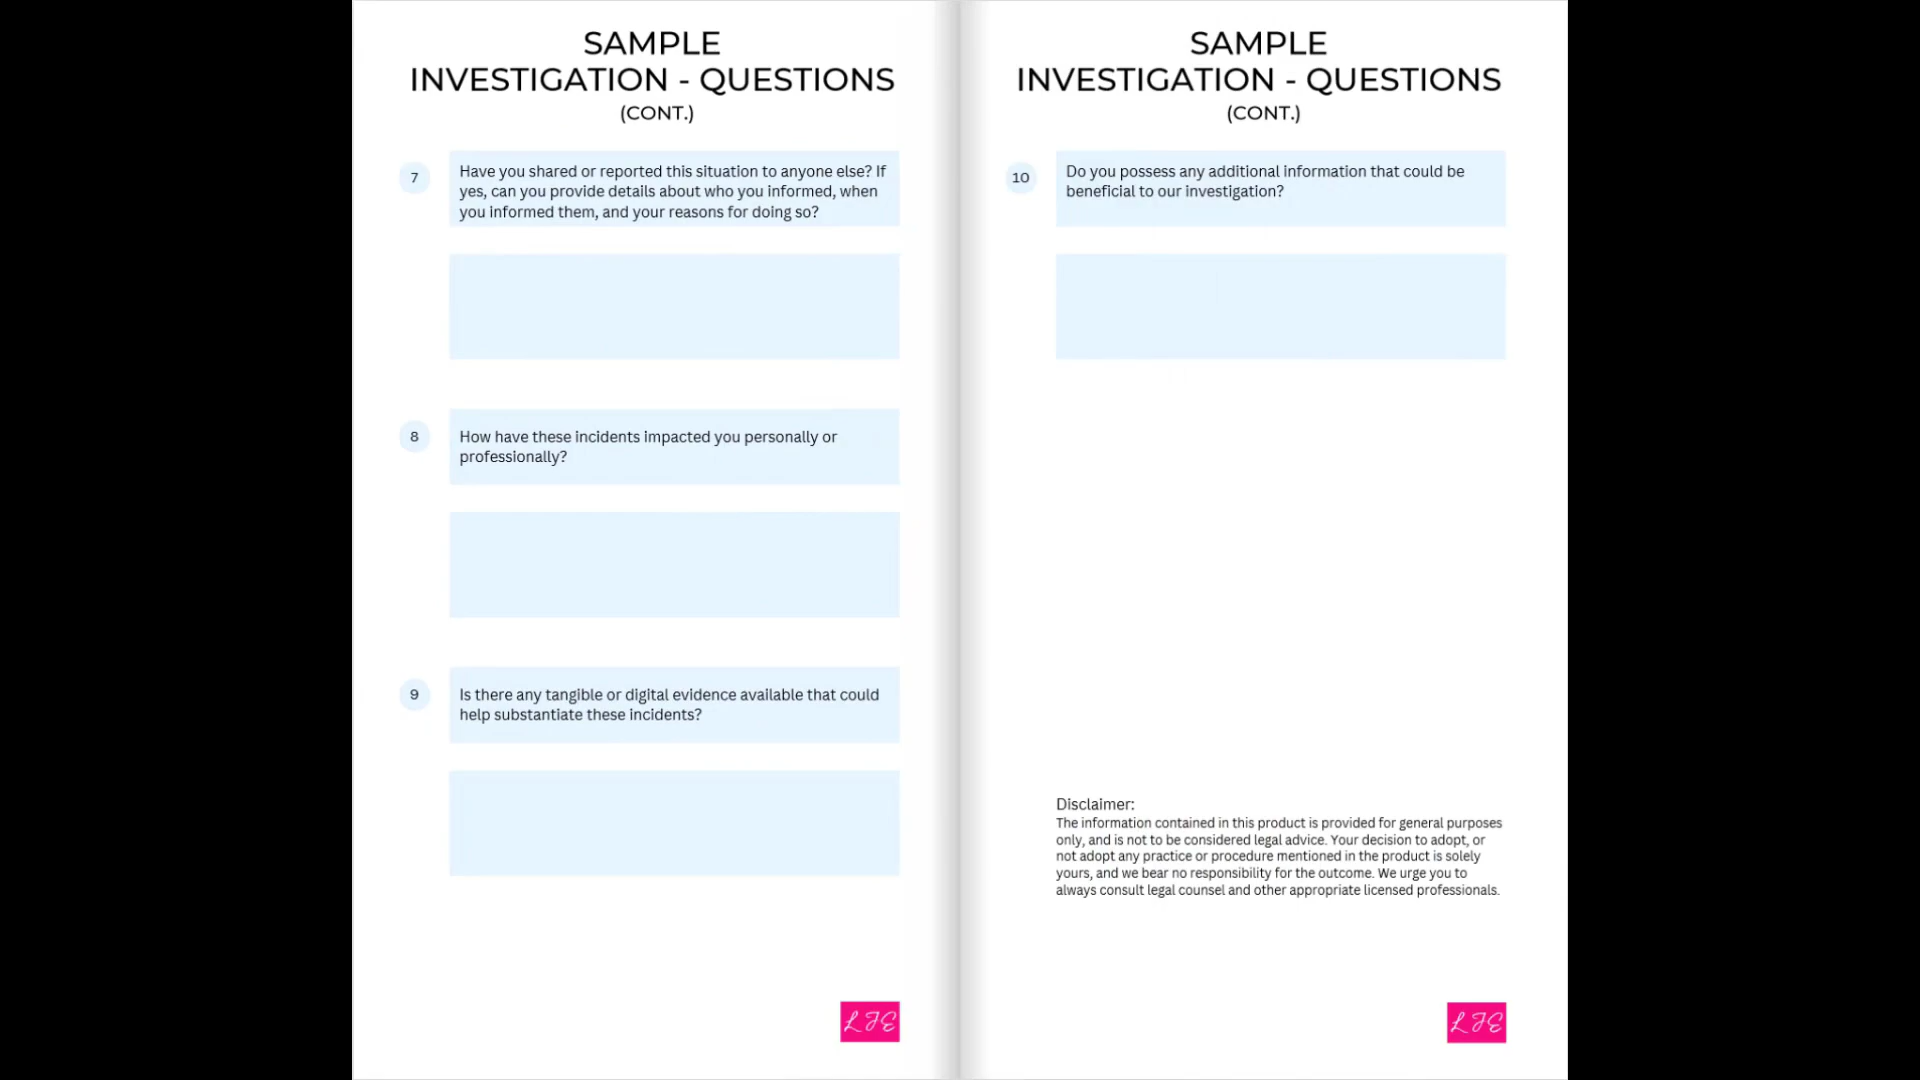 SAMPLE
INVESTIGATION - QUESTIONS
(CONT.)
7
Have you shared or reported this situation to anyone else? If
yes, can you provide details about who you informed, when
you informed them, and your reasons for doing so?
8
How have these incidents impacted you personally or
professionally?
9
Is there any tangible or digital evidence available that could
help substantiate these incidents?
LJE
SAMPLE
INVESTIGATION - QUESTIONS
(CONT.)
10
Do you possess any additional information that could be
beneficial to our investigation?
Disclaimer:
The information contained in this product is provided for general purposes
only, and is not to be considered legal advice. Your decision to adopt, or
not adopt any practice or procedure mentioned in the product is solely
yours, and we bear no responsibility for the outcome. We urge you to
always consult legal counsel and other appropriate licensed professionals.
LJE